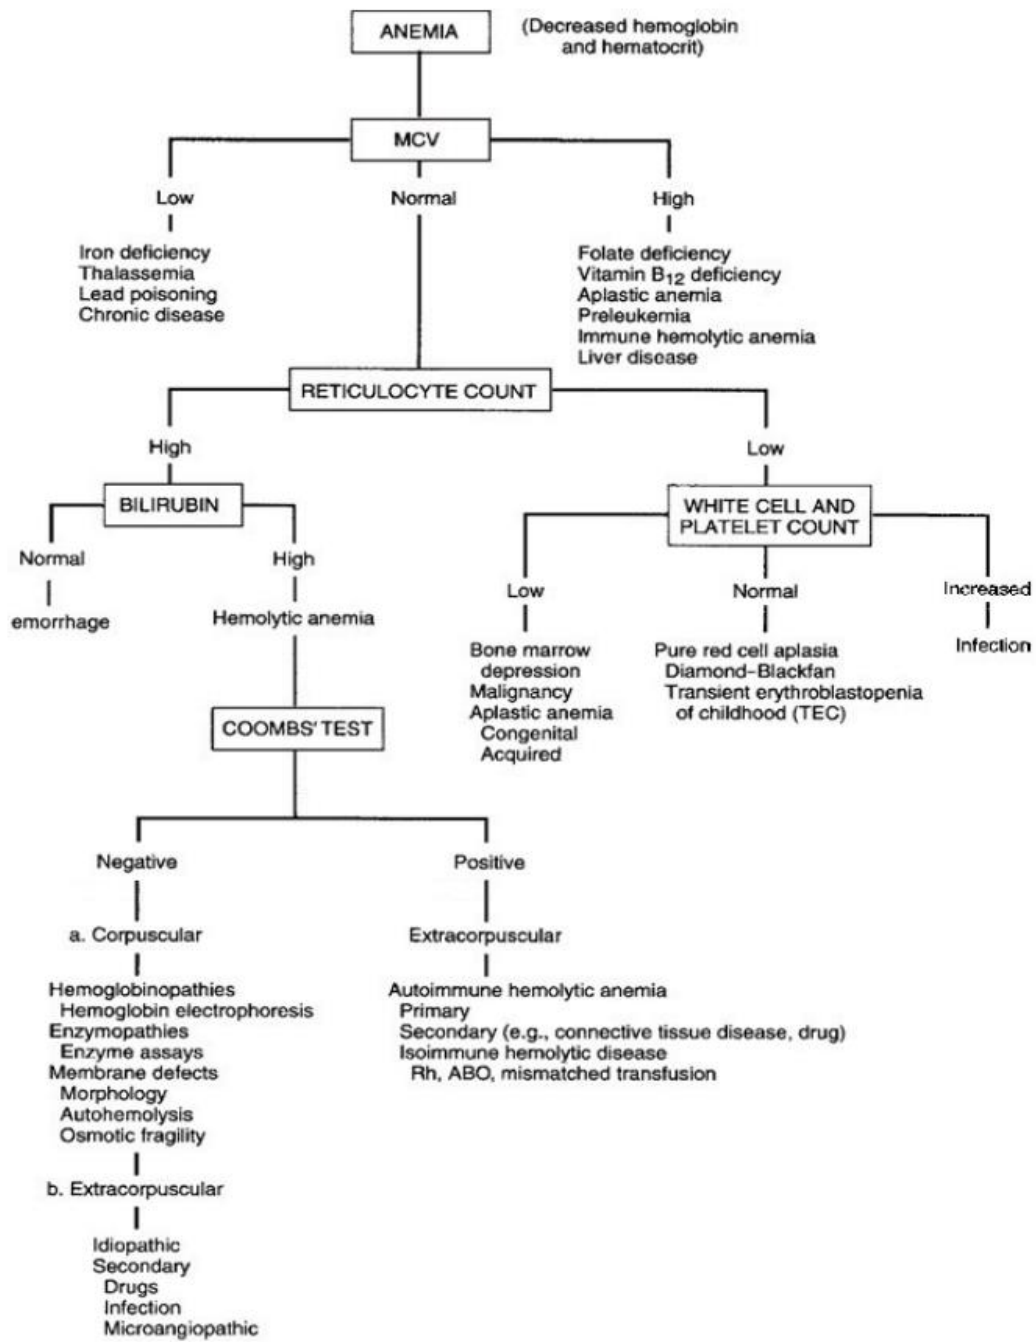 ANEMIA
(Decreased hemoglobin
and hematocrit)
MCV
Low
Normal
High
Iron deficiency
Thalassemia
Lead poisoning
Chronic disease
Folate deficiency
Vitamin B12 deficiency
Aplastic anemia
Preleukemia
Immune hemolytic anemia
Liver disease
RETICULOCYTE COUNT
High
Low
BILIRUBIN
WHITE CELL AND
PLATELET COUNT
Normal
High
emorrhage
Hemolytic anemia
Low
Normal
Increased
Bone marrow
depression
Malignancy
Aplastic anemia
Congenital
Acquired
Pure red cell aplasia
Diamond–Blackfan
Transient erythroblastopenia
of childhood (TEC)
Infection
COOMBS' TEST
Negative
Positive
a. Corpuscular
Extracorpuscular
Hemoglobinopathies
Hemoglobin electrophoresis
Enzymopathies
Enzyme assays
Membrane defects
Morphology
Autohemolysis
Osmotic fragility
Autoimmune hemolytic anemia
Primary
Secondary (e.g., connective tissue disease, drug)
Isoimmune hemolytic disease
Rh, ABO, mismatched transfusion
b. Extracorpuscular
Idiopathic
Secondary
Drugs
Infection
Microangiopathic